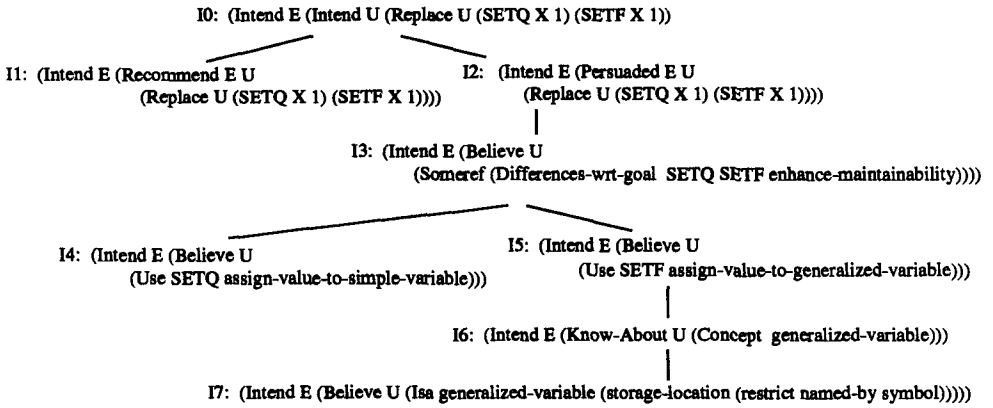 I0: (Intend E (Intend U (Replace U (SETQ X 1) (SETF X 1))
I1: (Intend E (Recommend E U
(Replace U (SETQ X 1) (SETF X 1))))
I2: (Intend E (Persuaded E U
(Replace U (SETQ X 1) (SETF X 1))))
I3: (Intend E (Believe U
(Someref (Differences-wrt-goal SETQ SETF enhance-maintainability))))
I4: (Intend E (Believe U
(Use SETQ assign-value-to-simple-variable)))
I5: (Intend E (Believe U
(Use SETF assign-value-to-generalized-variable)))
I6: (Intend E (Know-About U (Concept generalized-variable)))
I7: (Intend E (Believe U (Isa generalized-variable (storage-location (restrict named-by symbol)))))